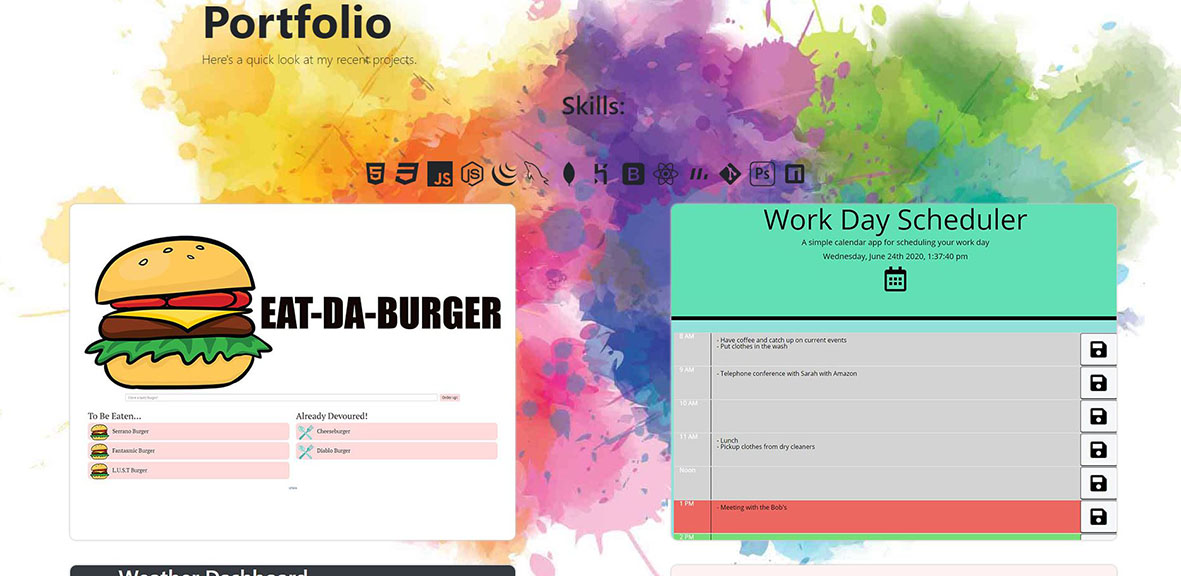 Portfolio
Here's a quick look at my recent projects.
Skills:
JS
JS
B
Ps
EAT-DA-BURGER
Order up!
To Be Eaten...
Serrano Burger
Fantasmic Burger
L.U.S.T Burger
Already Devoured!
Cheeseburger
Diablo Burger
Work Day Scheduler
A simple calendar app for scheduling your work day
Wednesday, June 24th 2020, 1:37:40 pm
8 AM
- Have coffee and catch up on current events
- Put clothes in the wash
9 AM
- Telephone conference with Sarah with Amazon
10 AM
11 AM
- Lunch
- Pickup clothes from dry cleaners
Noon
1 PM
- Meeting with the Bob's
2 PM
Weather Dashboard